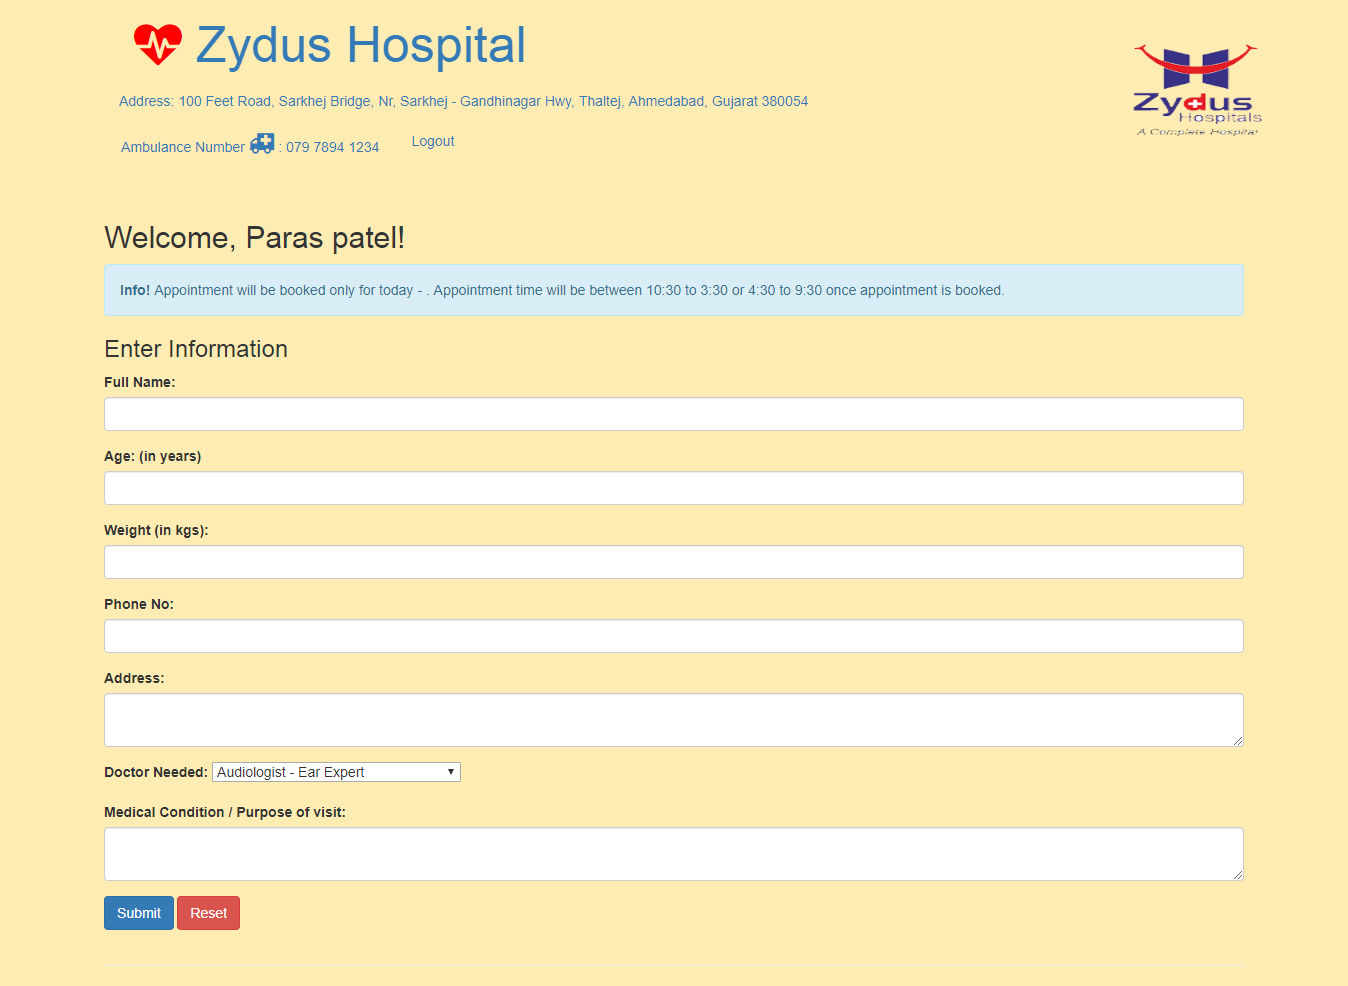 Zydus Hospital
Address: 100 Feet Road, Sarkhej Bridge, Nr, Sarkhej - Gandhinagar Hwy, Thaltej, Ahmedabad, Gujarat 380054
Ambulance Number : 079 7894 1234
Logout
Zydus
Hospitals
A Complete Hospital
Welcome, Paras patel!
Info! Appointment will be booked only for today - . Appointment time will be between 10:30 to 3:30 or 4:30 to 9:30 once appointment is booked.
Enter Information
Full Name:
Age: (in years)
Weight (in kgs):
Phone No:
Address:
Doctor Needed: Audiologist - Ear Expert
Medical Condition / Purpose of visit:
Submit Reset